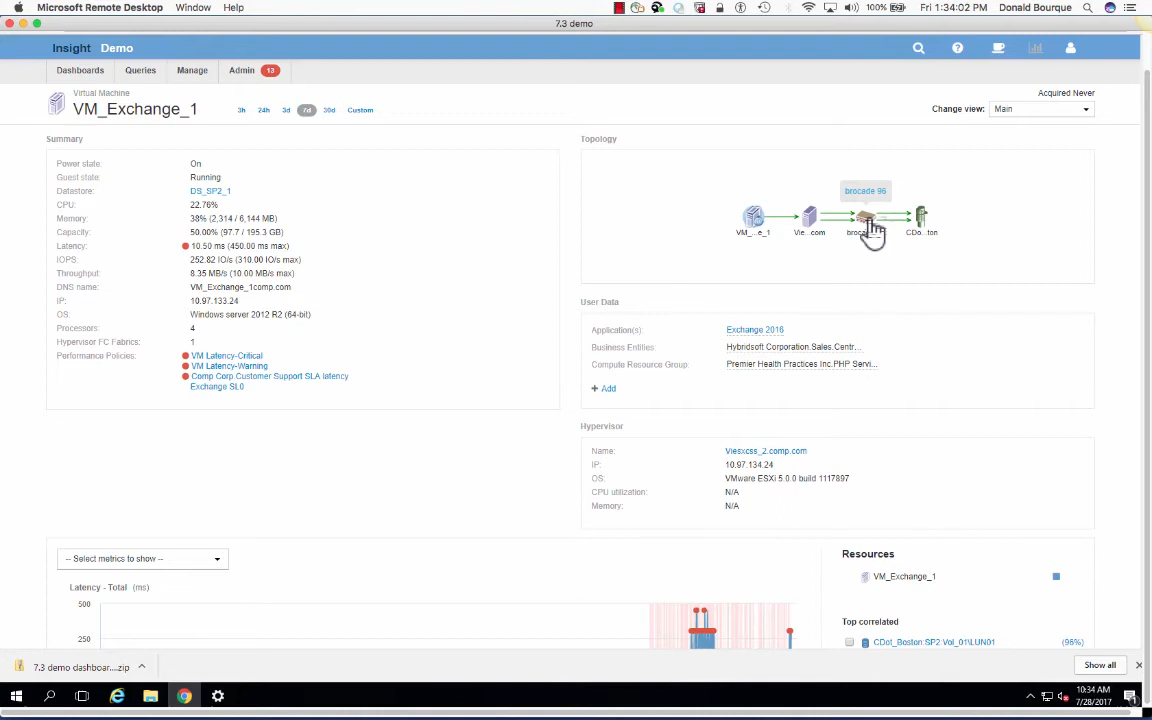 Microsoft Remote Desktop Window Help
100% Fri 1:34:02 PM Donald Bourque
7.3 demo
Insight Demo
Dashboards Queries Manage Admin 13
Virtual Machine
VM_Exchange_1
3h 24h 3d 7d 30d Custom
Acquired Never
Change view: Main
Summary
Power state: On
Guest state: Running
Datastore: DS_SP2_1
CPU: 22.76%
Memory: 38% (2,314 / 6,144 MB)
Capacity: 50.00% (97.7 / 195.3 GB)
Latency: 10.50 ms (450.00 ms max)
IOPS: 252.82 IO/s (310.00 IO/s max)
Throughput: 8.35 MB/s (10.00 MB/s max)
DNS name: VM_Exchange_1comp.com
IP: 10.97.133.24
OS: Windows server 2012 R2 (64-bit)
Processors: 4
Hypervisor FC Fabrics: 1
Performance Policies: VM Latency-Critical
VM Latency-Warning
Comp Corp Customer Support SLA latency
Exchange SL0
Topology
brocade 96
VM_...e_1 Vie...com CDo...ton
User Data
Application(s): Exchange 2016
Business Entities: Hybridsoft Corporation.Sales.Centr...
Compute Resource Group: Premier Health Practices Inc.PHP Servi...
+ Add
Hypervisor
Name: Viesxcss_2.comp.com
IP: 10.97.134.24
OS: VMware ESXi 5.0.0 build 1117897
CPU utilization: N/A
Memory: N/A
-- Select metrics to show --
Latency - Total (ms)
500
250
Resources
VM_Exchange_1
Top correlated
CDot_Boston:SP2:Vol_01\LUN01 (96%)
7.3 demo dashboar....zip
Show all
10:34 AM
7/28/2017